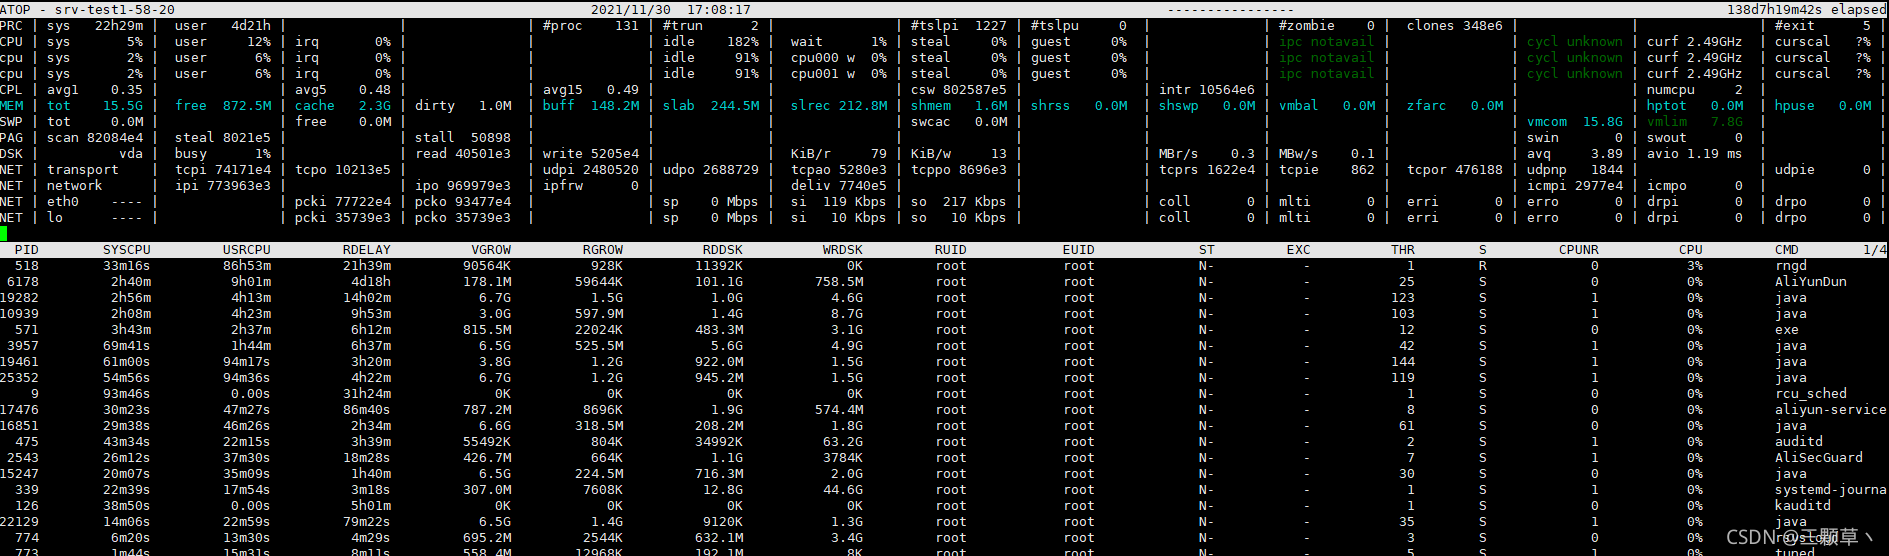 ATOP - srv-test1-58-20 2021/11/30 17:08:17 ---------------- 138d7h19m42s elapsed
PRC | sys 22h29m | user 4d21h | | | #proc 131 | #trun 2 | | #tslpi 1227 | #tslpu 0 | | #zombie 0 | clones 348e6 | | | #exit 5 |
CPU | sys 5% | user 12% | irq 0% | | | idle 182% | wait 1% | steal 0% | guest 0% | | ipc notavail | | cycl unknown | curf 2.49GHz | curscal ?% |
cpu | sys 2% | user 6% | irq 0% | | | idle 91% | cpu000 w 0% | steal 0% | guest 0% | | ipc notavail | | cycl unknown | curf 2.49GHz | curscal ?% |
cpu | sys 2% | user 6% | irq 0% | | | idle 91% | cpu001 w 0% | steal 0% | guest 0% | | ipc notavail | | cycl unknown | curf 2.49GHz | curscal ?% |
CPL | avg1 0.35 | | avg5 0.48 | | avg15 0.49 | | | csw 802587e5 | | intr 10564e6 | | | | numcpu 2 | |
MEM | tot 15.5G | free 872.5M | cache 2.3G | dirty 1.0M | buff 148.2M | slab 244.5M | slrec 212.8M | shmem 1.6M | shrss 0.0M | shswp 0.0M | vmbal 0.0M | zfarc 0.0M | | hptot 0.0M | hpuse 0.0M |
SWP | tot 0.0M | | free 0.0M | | | | | swcac 0.0M | | | | | vmcom 15.8G | vmlim 7.8G | |
PAG | scan 82084e4 | steal 8021e5 | | stall 50898 | | | | | | | | | swin 0 | swout 0 | |
DSK | vda | busy 1% | | read 40501e3 | write 5205e4 | | KiB/r 79 | KiB/w 13 | | MBr/s 0.3 | MBw/s 0.1 | | avq 3.89 | avio 1.19 ms | |
NET | transport | tcpi 74171e4 | tcpo 10213e5 | | udpi 2480520 | udpo 2688729 | tcpao 5280e3 | tcppo 8696e3 | | tcprs 1622e4 | tcpie 862 | tcpor 476188 | udpnp 1844 | | udpie 0 |
NET | network | ipi 773963e3 | | ipo 969979e3 | ipfrw 0 | | deliv 7740e5 | | | | | | icmpi 2977e4 | icmpo 0 | |
NET | eth0 ---- | | pcki 77722e4 | pcko 93477e4 | | sp 0 Mbps | si 119 Kbps | so 217 Kbps | | coll 0 | mlti 0 | erri 0 | erro 0 | drpi 0 | drpo 0 |
NET | lo ---- | | pcki 35739e3 | pcko 35739e3 | | sp 0 Mbps | si 10 Kbps | so 10 Kbps | | coll 0 | mlti 0 | erri 0 | erro 0 | drpi 0 | drpo 0 |
PID SYSCPU USRCPU RDELAY VGROW RGROW RDDSK WRDSK RUID EUID ST EXC THR S CPUNR CPU CMD 1/4
518 33m16s 86h53m 21h39m 90564K 928K 11392K 0K root root N- - 1 R 0 3% rngd
6178 2h40m 9h01m 4d18h 178.1M 59644K 101.1G 758.5M root root N- - 25 S 0 0% AliYunDun
19282 2h56m 4h13m 14h02m 6.7G 1.5G 1.0G 4.6G root root N- - 123 S 1 0% java
10939 2h08m 4h23m 9h53m 3.0G 597.9M 1.4G 8.7G root root N- - 103 S 1 0% java
571 3h43m 2h37m 6h12m 815.5M 22024K 483.3M 3.1G root root N- - 12 S 0 0% exe
3957 69m41s 1h44m 6h37m 6.5G 525.5M 5.6G 4.9G root root N- - 42 S 1 0% java
19461 61m00s 94m17s 3h20m 3.8G 1.2G 922.0M 1.5G root root N- - 144 S 1 0% java
25352 54m56s 94m36s 4h22m 6.7G 1.2G 945.2M 1.5G root root N- - 119 S 1 0% java
9 93m46s 0.00s 31h24m 0K 0K 0K 0K root root N- - 1 S 0 0% rcu_sched
17476 30m23s 47m27s 86m40s 787.2M 8696K 1.9G 574.4M root root N- - 8 S 0 0% aliyun-service
16851 29m38s 46m26s 2h34m 6.6G 318.5M 208.2M 1.8G root root N- - 61 S 0 0% java
475 43m34s 22m15s 3h39m 55492K 804K 34992K 63.2G root root N- - 2 S 1 0% auditd
2543 26m12s 37m30s 18m28s 426.7M 664K 1.1G 3784K root root N- - 7 S 1 0% AliSecGuard
15247 20m07s 35m09s 1h40m 6.5G 224.5M 716.3M 2.0G root root N- - 30 S 0 0% java
339 22m39s 17m54s 3m18s 307.0M 7608K 12.8G 44.6G root root N- - 1 S 1 0% systemd-journa
126 38m50s 0.00s 5h01m 0K 0K 0K 0K root root N- - 1 S 0 0% kauditd
22129 14m06s 22m59s 79m22s 6.5G 1.4G 9120K 1.3G root root N- - 35 S 1 0% java
774 6m20s 13m30s 4m29s 695.2M 2544K 632.1M 3.4G root root N- - 3 S 0 0%
773 1m44s 15m31s 8m11s 558.4M 12968K 192.1M 8K root root N- - 5 S 1 0% tuned
CSDN @三颗草丶